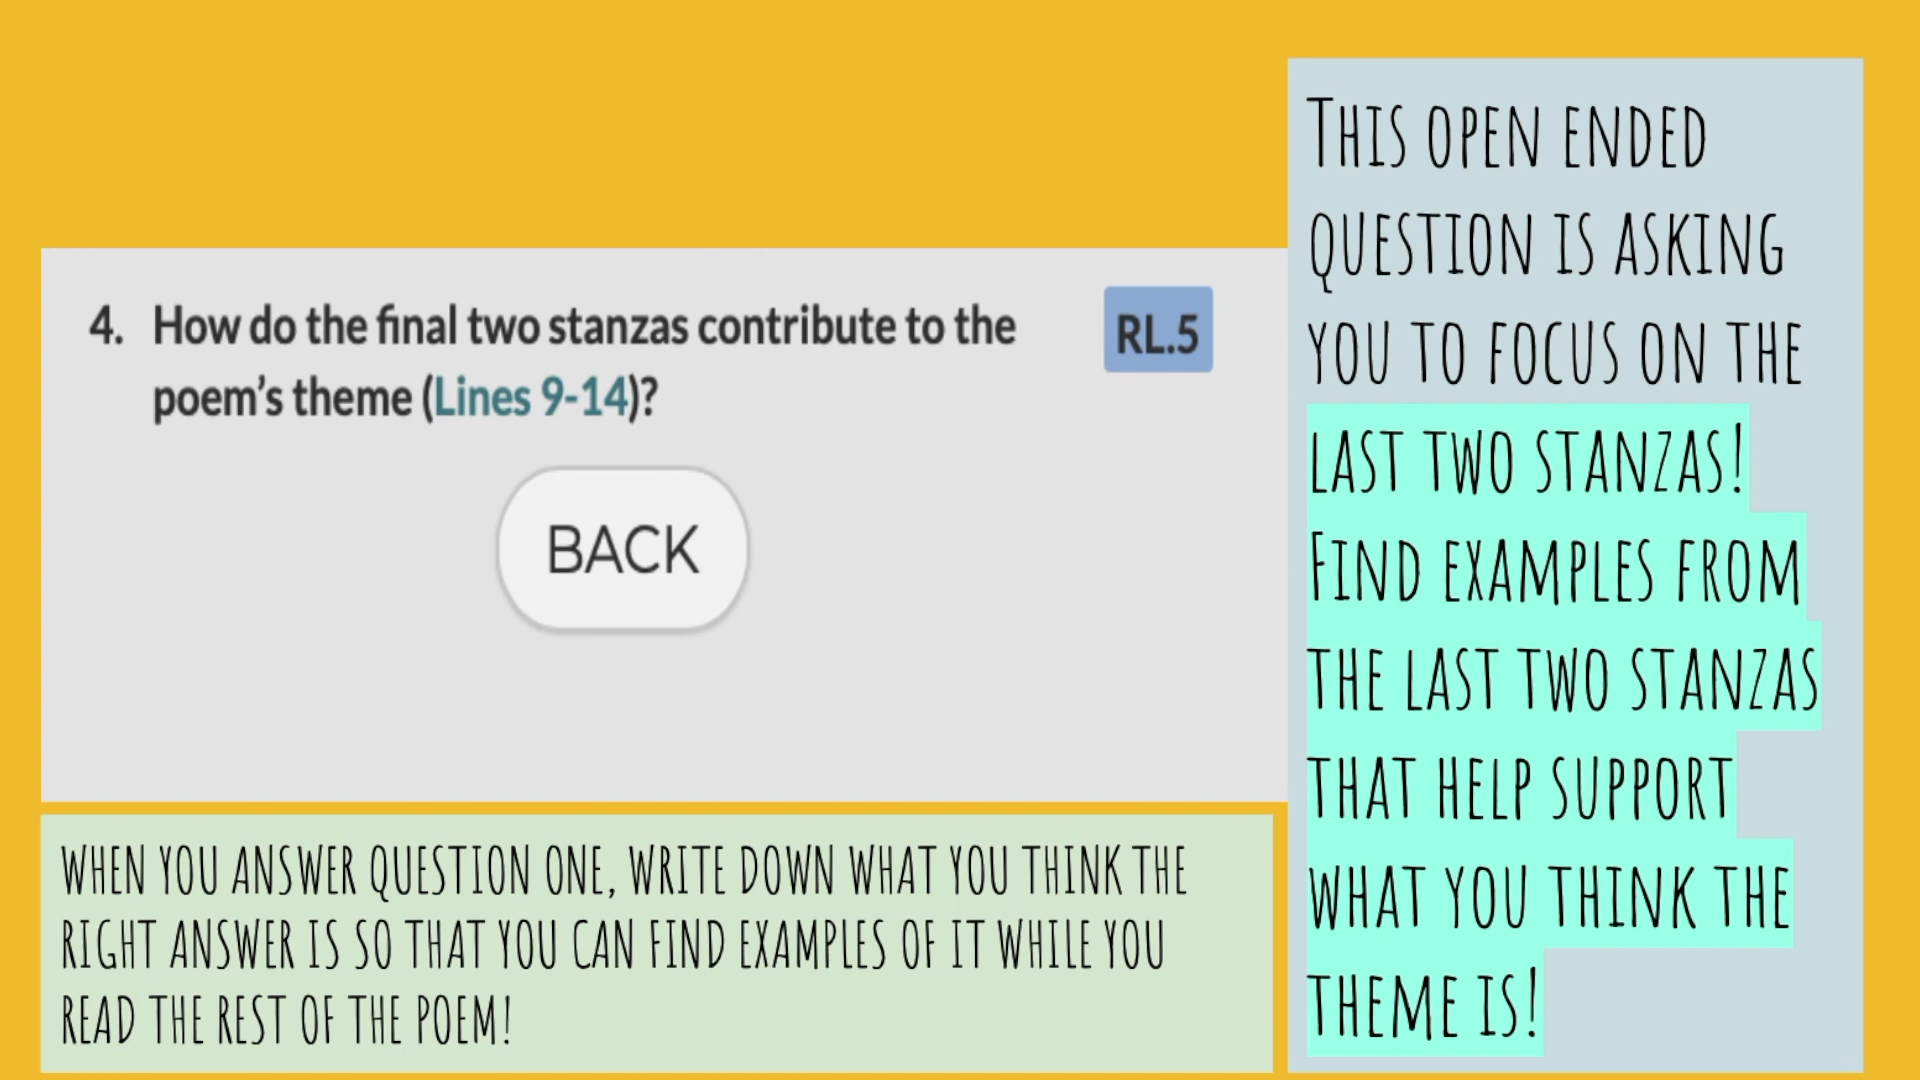 4. How do the final two stanzas contribute to the
poem's theme (Lines 9-14)?
RL.5
BACK
WHEN YOU ANSWER QUESTION ONE, WRITE DOWN WHAT YOU THINK THE
RIGHT ANSWER IS SO THAT YOU CAN FIND EXAMPLES OF IT WHILE YOU
READ THE REST OF THE POEM!
THIS OPEN ENDED
QUESTION IS ASKING
YOU TO FOCUS ON THE
LAST TWO STANZAS!
FIND EXAMPLES FROM
THE LAST TWO STANZAS
THAT HELP SUPPORT
WHAT YOU THINK THE
THEME IS!